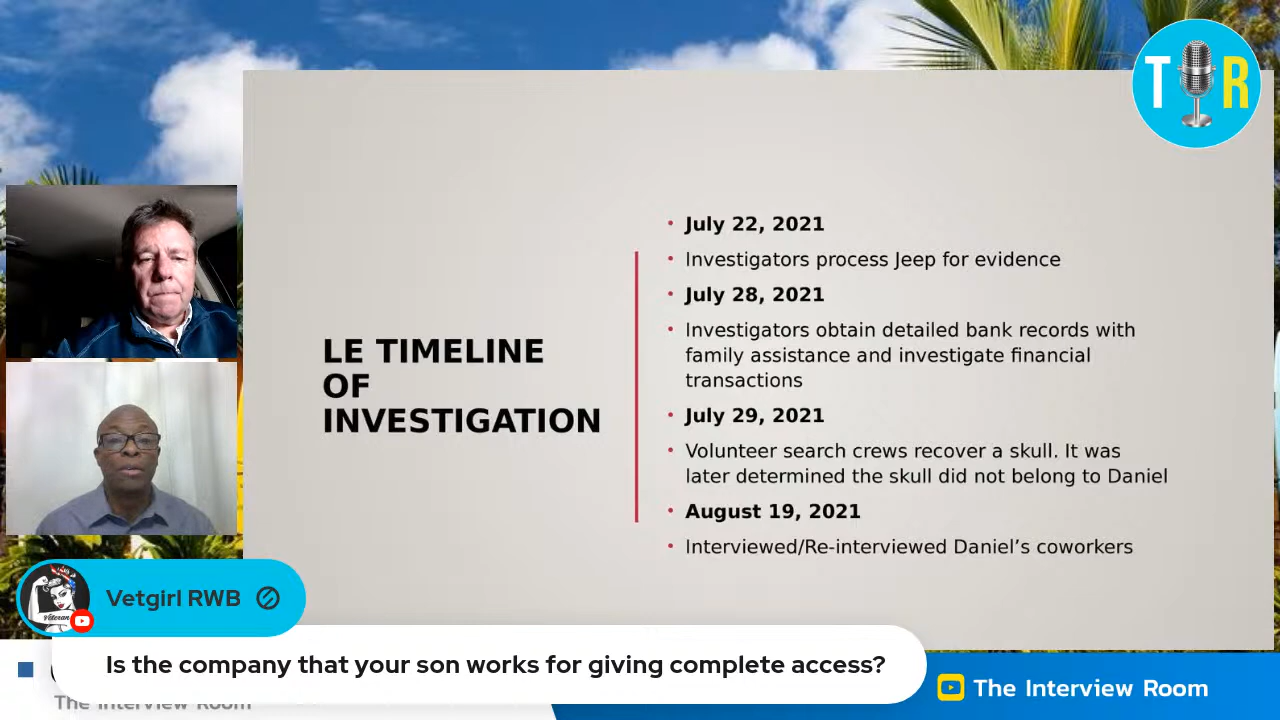 T R
LE TIMELINE
OF
INVESTIGATION
• July 22, 2021
• Investigators process Jeep for evidence
• July 28, 2021
• Investigators obtain detailed bank records with
family assistance and investigate financial
transactions
• July 29, 2021
• Volunteer search crews recover a skull. It was
later determined the skull did not belong to Daniel
• August 19, 2021
• Interviewed/Re-interviewed Daniel’s coworkers
Veteran
Vetgirl RWB
Is the company that your son works for giving complete access?
The Interview Room
The Interview Room